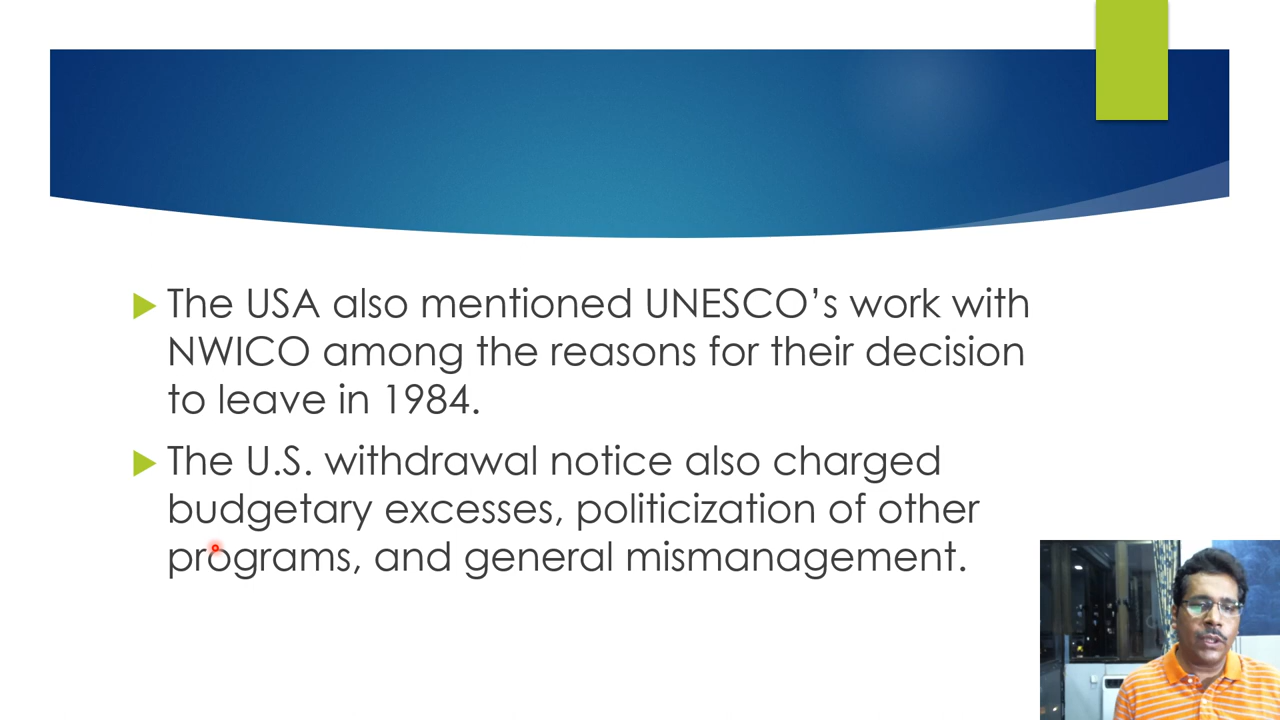 The USA also mentioned UNESCO’s work with
NWICO among the reasons for their decision
to leave in 1984.
The U.S. withdrawal notice also charged
budgetary excesses, politicization of other
programs, and general mismanagement.